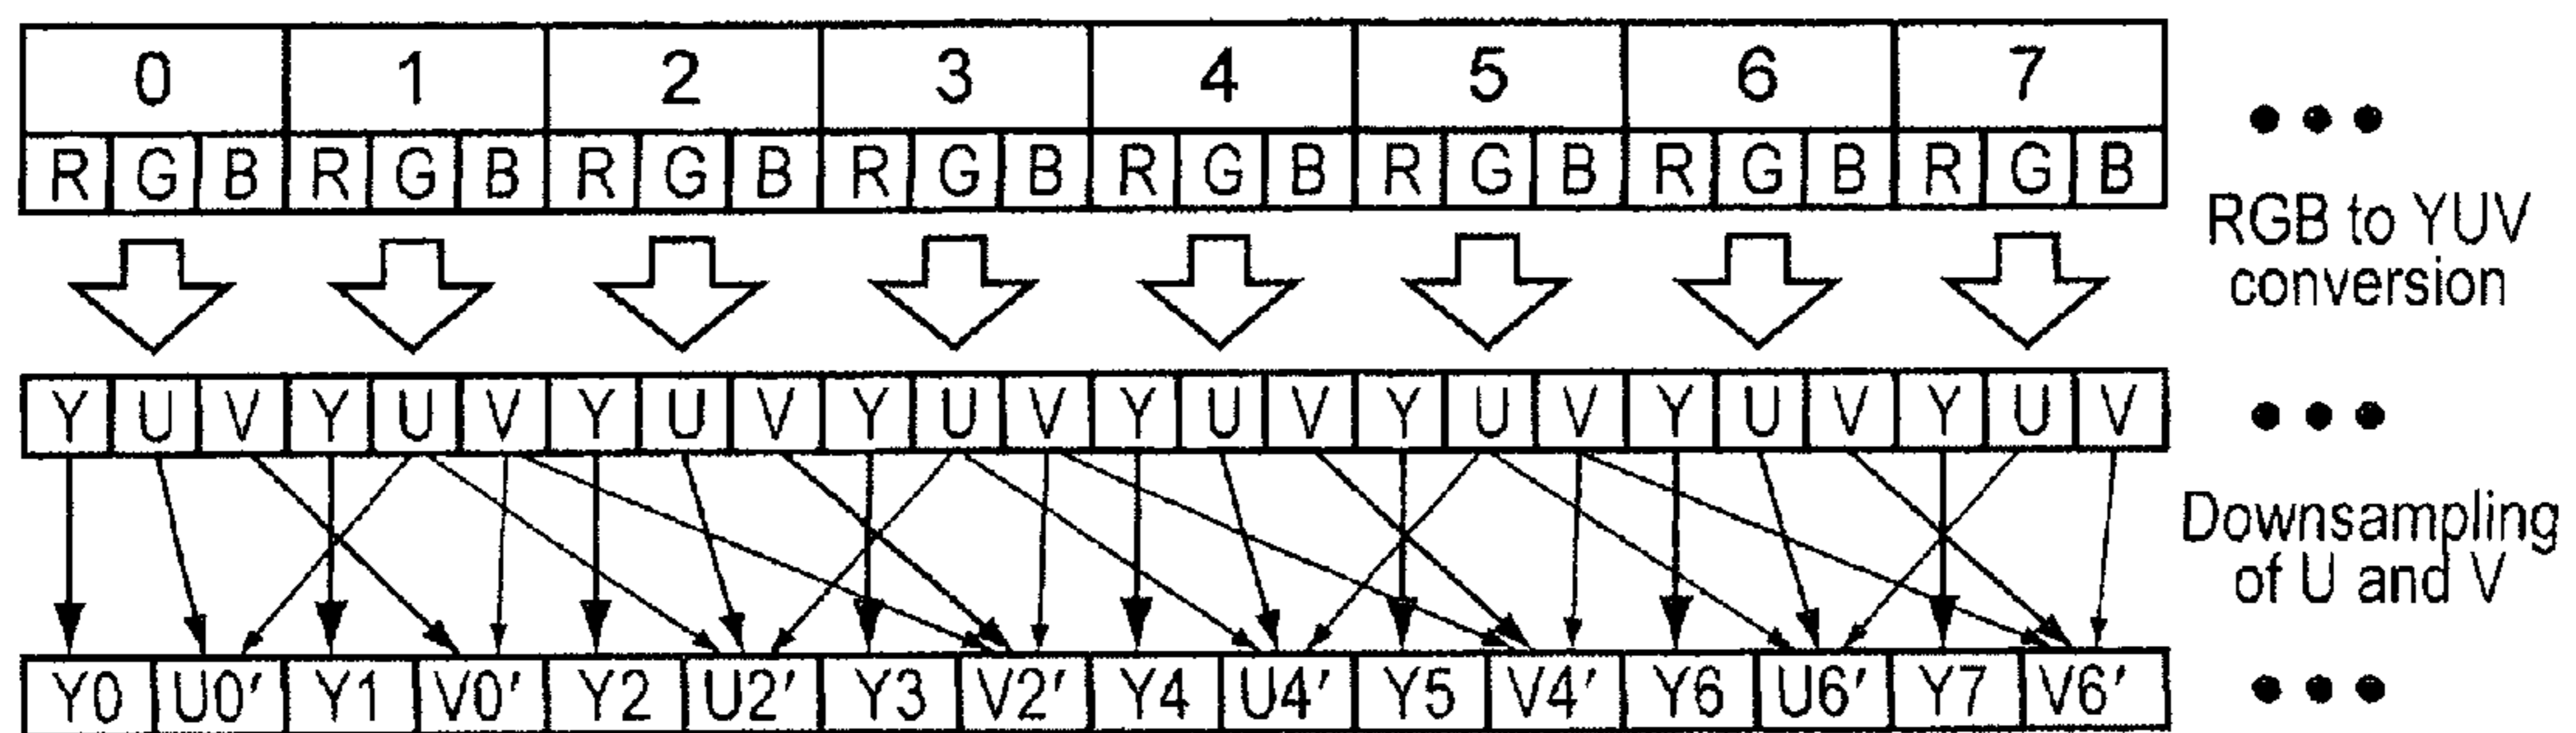 0 1 2 3 4 5 6 7
R G B R G B R G B R G B R G B R G B R G B R G B
RGB to YUV
conversion
Y U V Y U V Y U V Y U V Y U V Y U V Y U V Y U V
Downsampling
of U and V
Y0 U0′ Y1 V0′ Y2 U2′ Y3 V2′ Y4 U4′ Y5 V4′ Y6 U6′ Y7 V6′